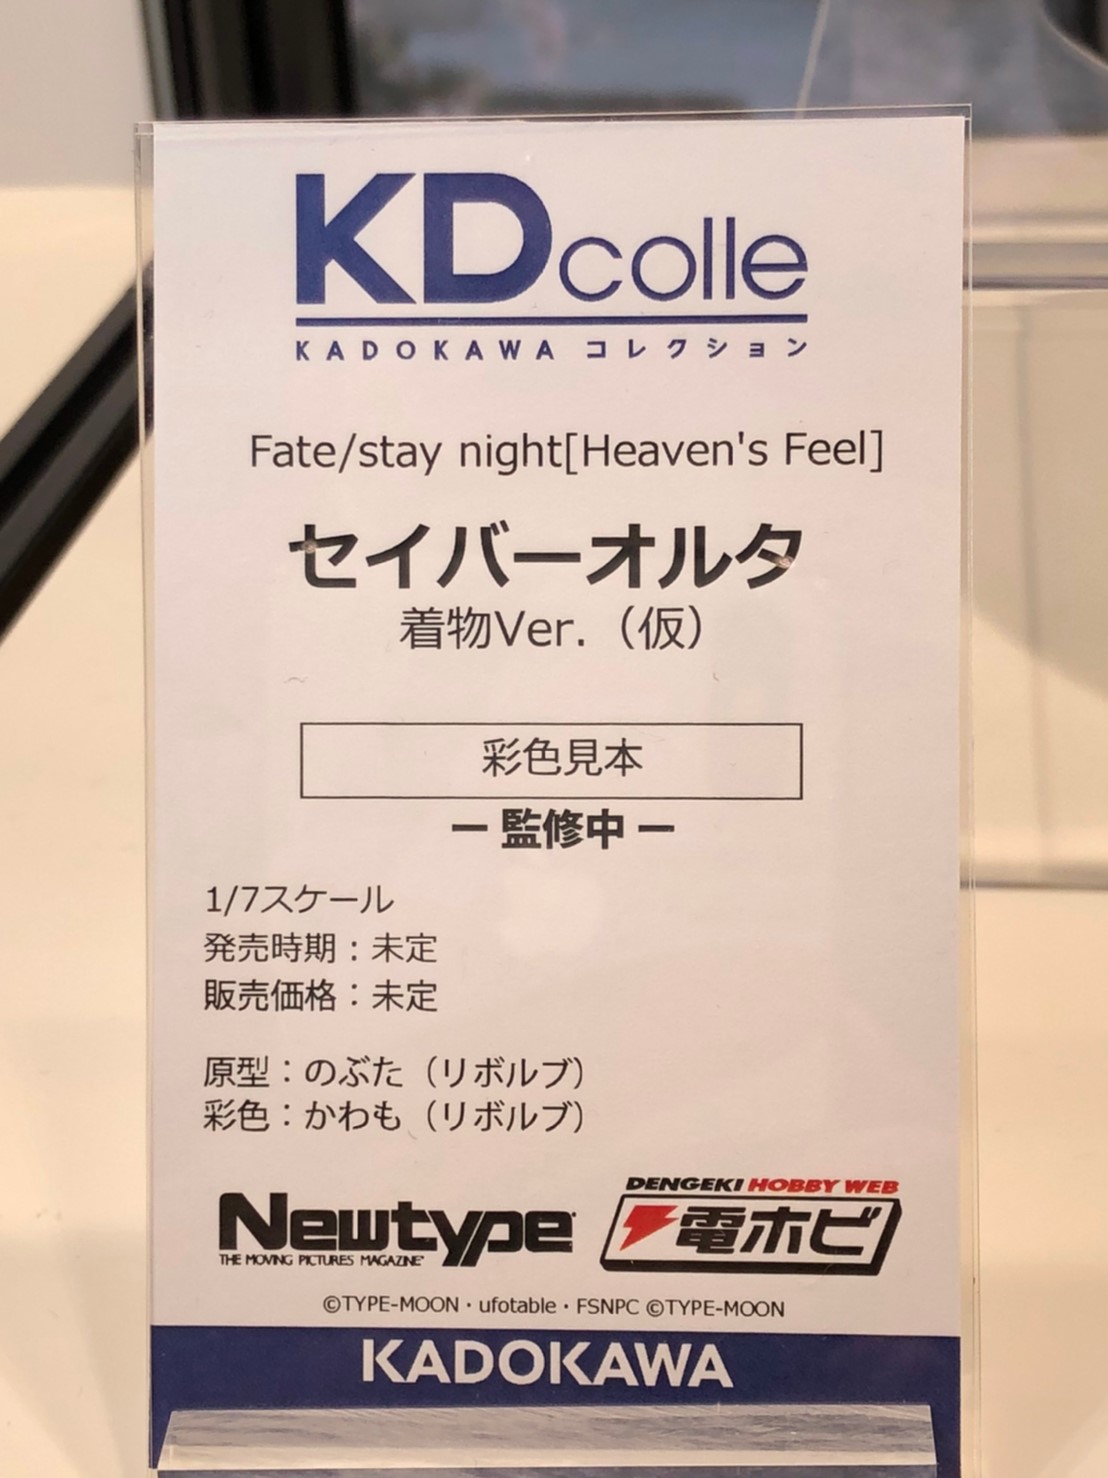 KDcolle
KADOKAWA コレクション
Fate/stay night[Heaven's Feel]
セイバーオルタ
着物Ver.（仮）
彩色見本
ー 監修中 ー
1/7スケール
発売時期：未定
販売価格：未定
原型：のぶた（リボルブ）
彩色：かわも（リボルブ）
Newtype
THE MOVING PICTURES MAGAZINE
DENGEKI HOBBY WEB
電ホビ
©TYPE-MOON・ufotable・FSNPC ©TYPE-MOON
KADOKAWA